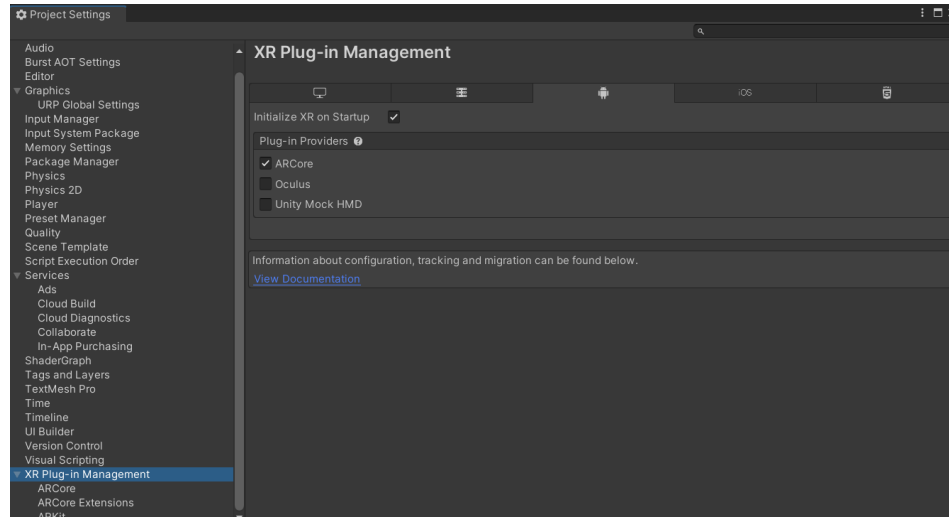 Project Settings
Audio
Burst AOT Settings
Editor
Graphics
URP Global Settings
Input Manager
Input System Package
Memory Settings
Package Manager
Physics
Physics 2D
Player
Preset Manager
Quality
Scene Template
Script Execution Order
Services
Ads
Cloud Build
Cloud Diagnostics
Collaborate
In-App Purchasing
ShaderGraph
Tags and Layers
TextMesh Pro
Time
Timeline
UI Builder
Version Control
Visual Scripting
XR Plug-in Management
ARCore
ARCore Extensions
ARKit
XR Plug-in Management
iOS
Initialize XR on Startup
Plug-in Providers
ARCore
Oculus
Unity Mock HMD
Information about configuration, tracking and migration can be found below.
View Documentation